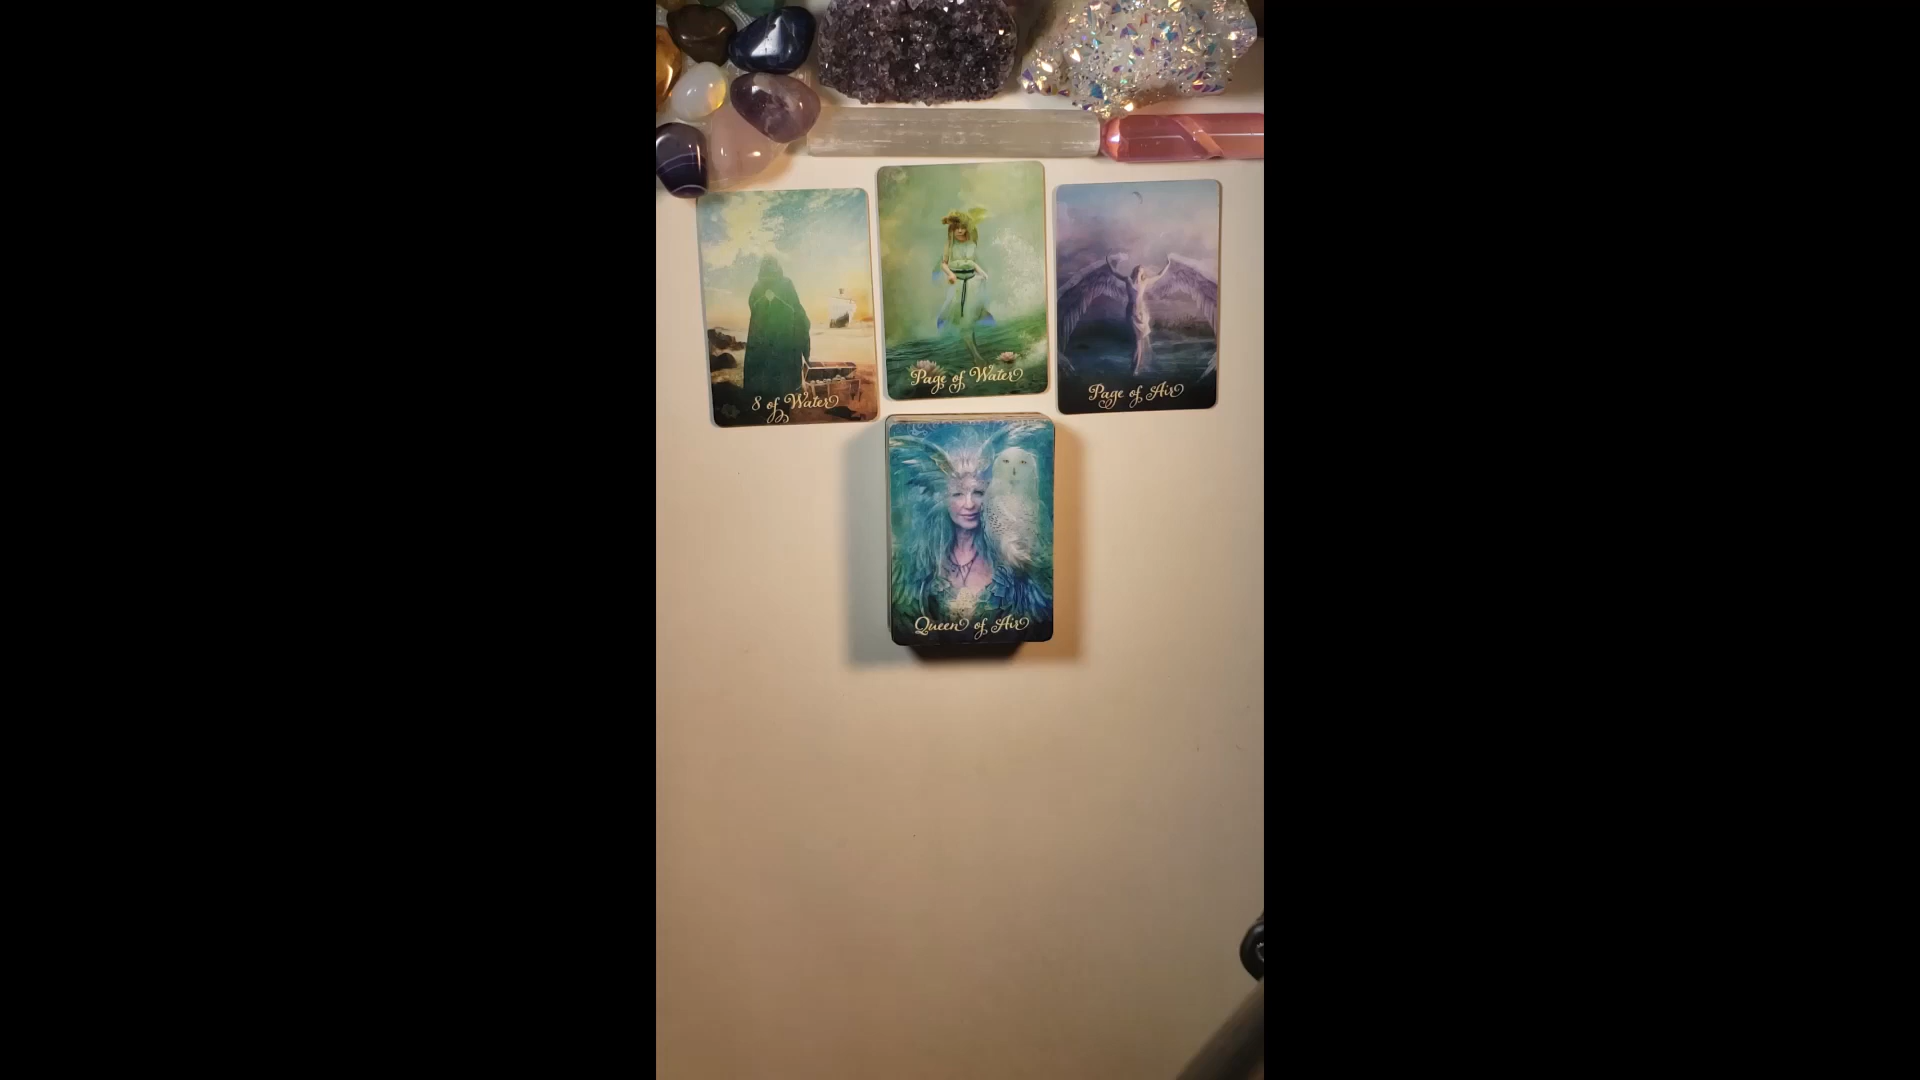 8 of Water
Page of Water
Page of Air
Queen of Air